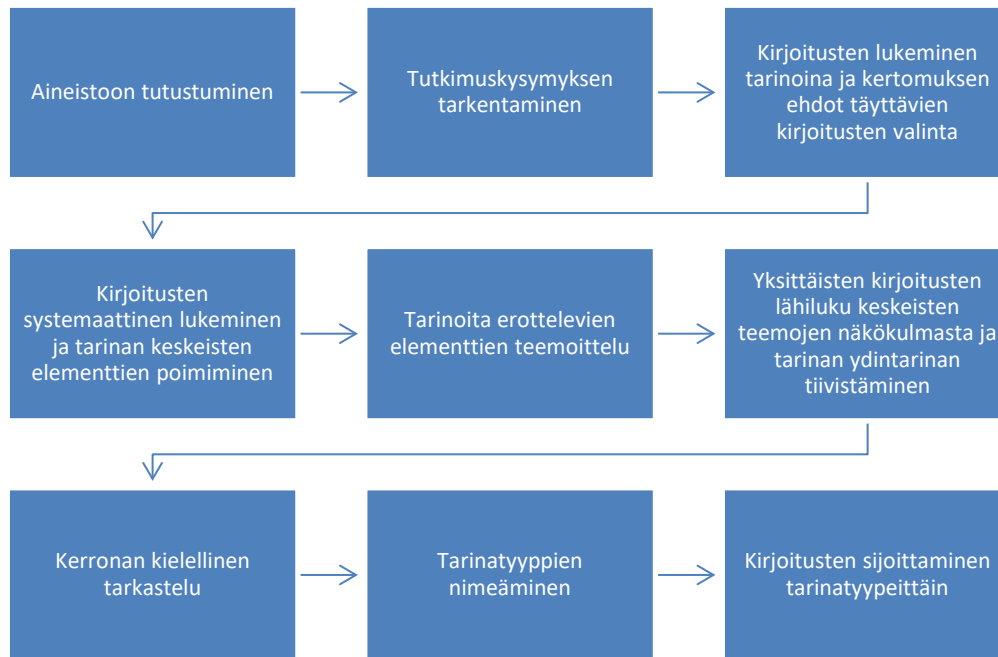 Aineistoon tutustuminen
Tutkimuskysymyksen
tarkentaminen
Kirjoitusten lukeminen
tarinoina ja kertomuksen
ehdot täyttävien
kirjoitusten valinta
Kirjoitusten
systemaattinen lukeminen
ja tarinan keskeisten
elementtien poimiminen
Tarinoita erottelevien
elementtien teemoittelu
Yksittäisten kirjoitusten
lähiluku keskeisten
teemojen näkökulmasta ja
tarinan ydintarinan
tiivistäminen
Kerronan kielellinen
tarkastelu
Tarinatyyppien
nimeäminen
Kirjoitusten sijoittaminen
tarinatyypeittäin